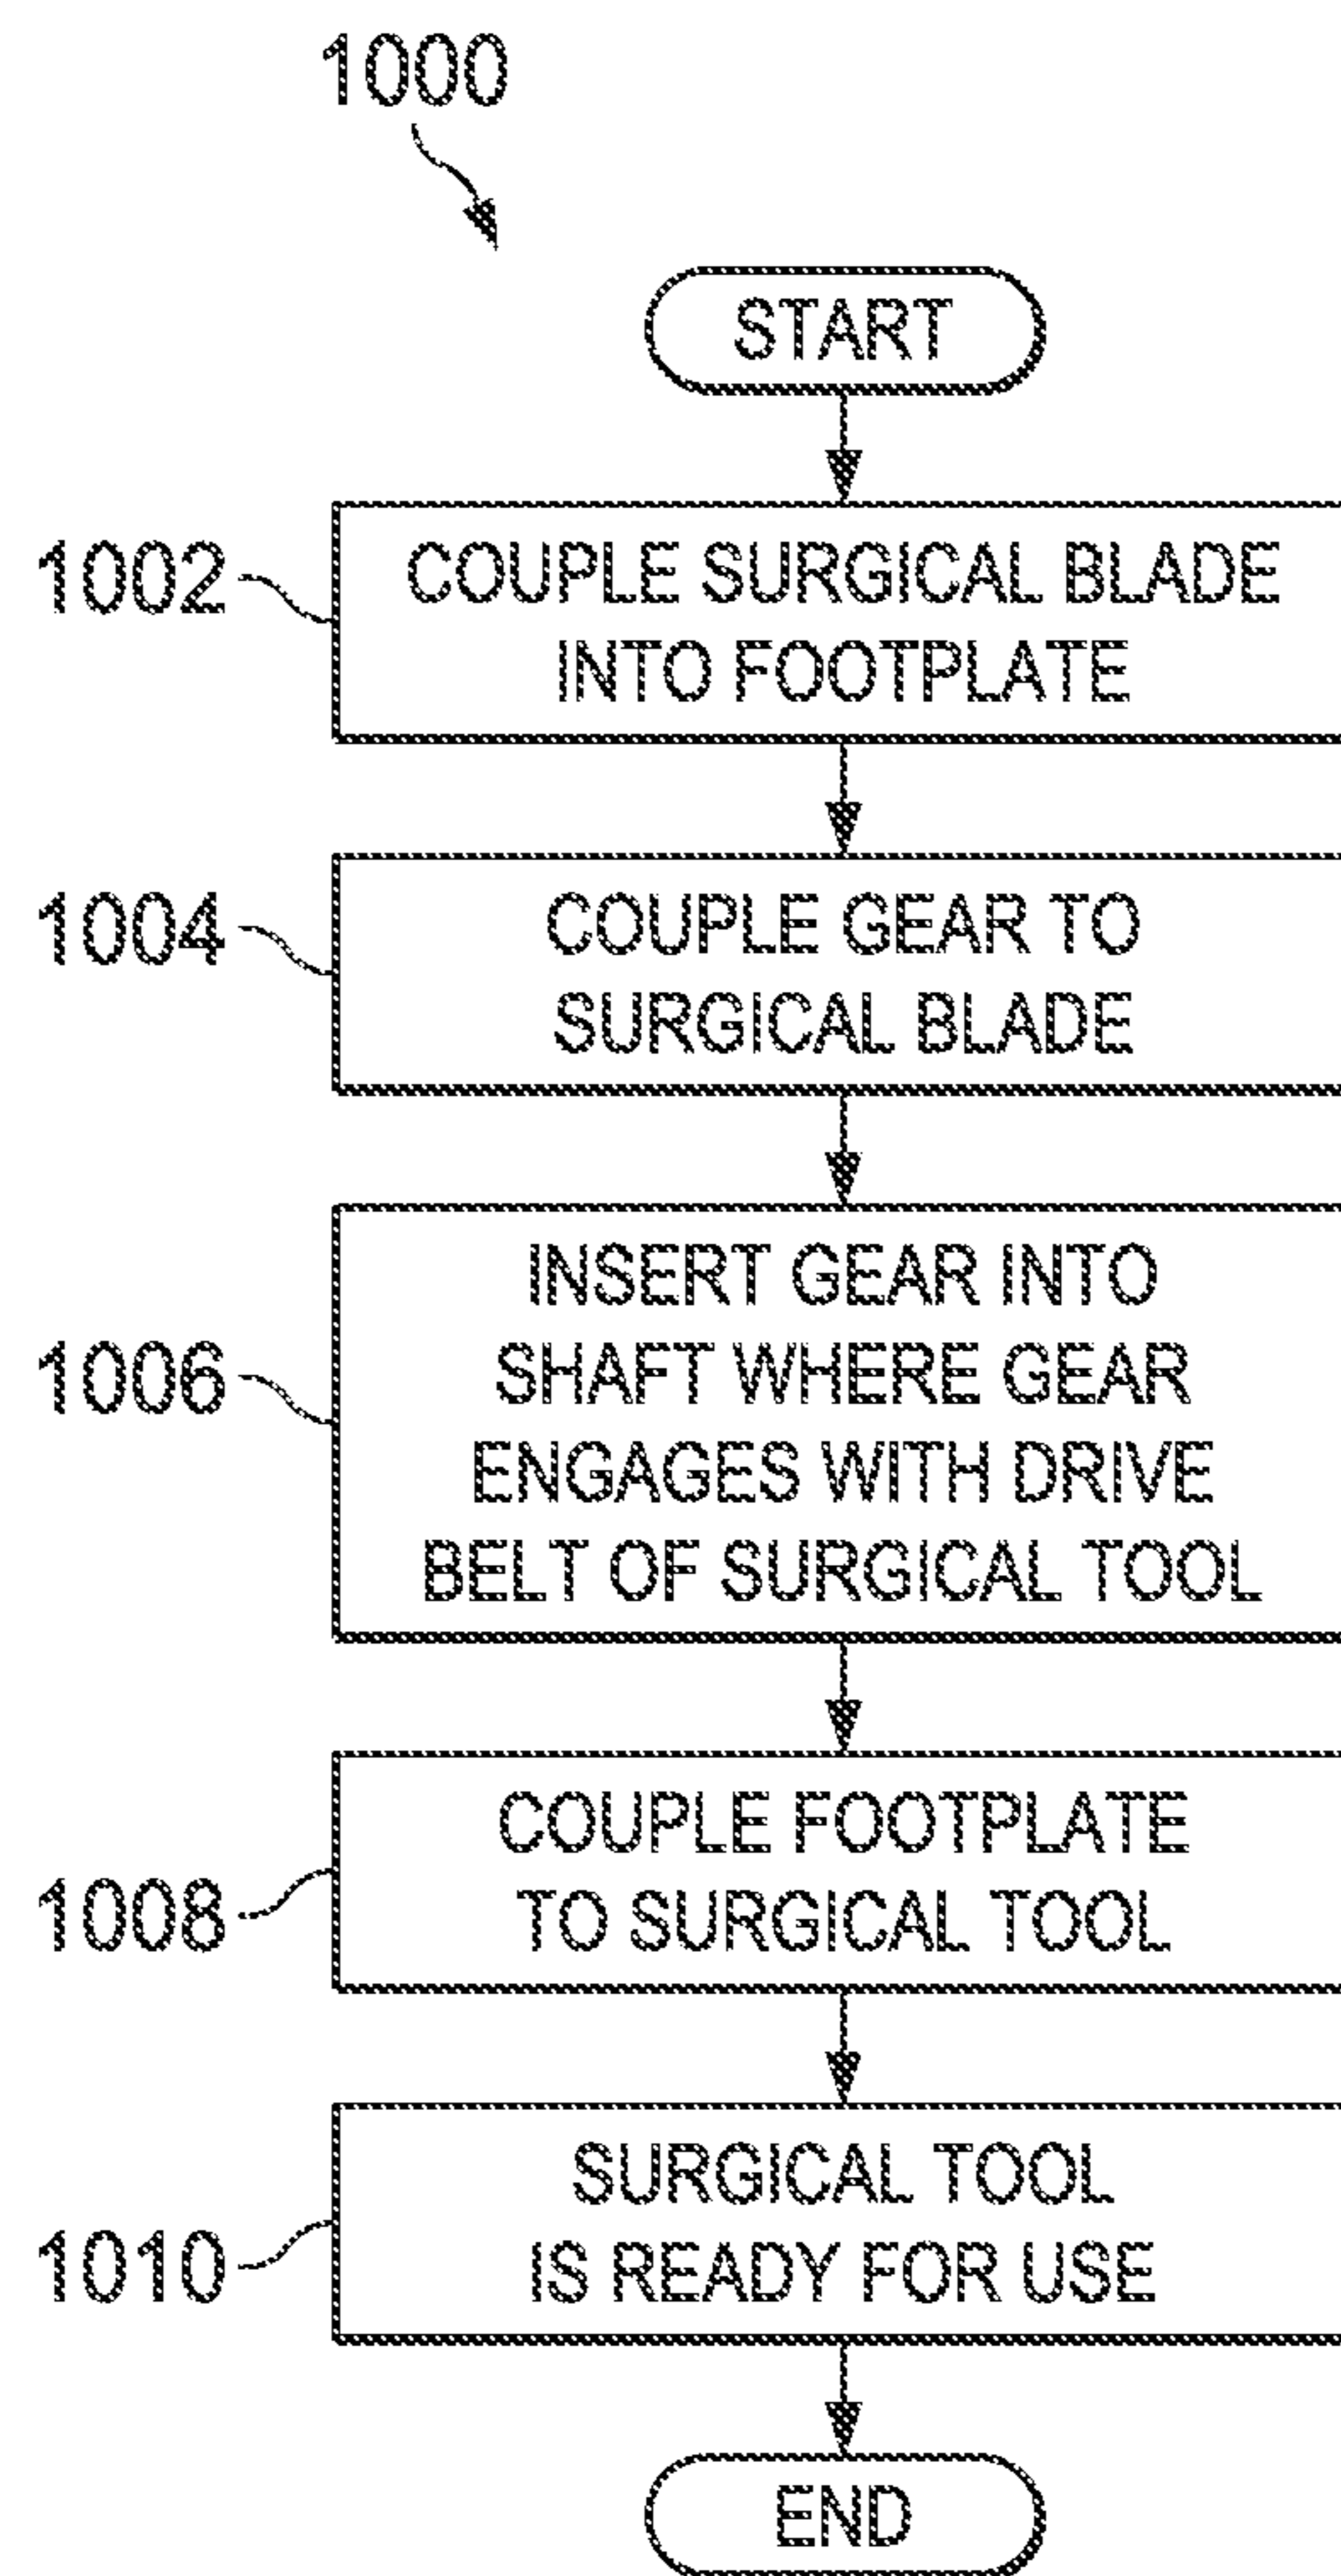 1000
START
1002
COUPLE SURGICAL BLADE
INTO FOOTPLATE
1004
COUPLE GEAR TO
SURGICAL BLADE
1006
INSERT GEAR INTO
SHAFT WHERE GEAR
ENGAGES WITH DRIVE
BELT OF SURGICAL TOOL
1008
COUPLE FOOTPLATE
TO SURGICAL TOOL
1010
SURGICAL TOOL
IS READY FOR USE
END